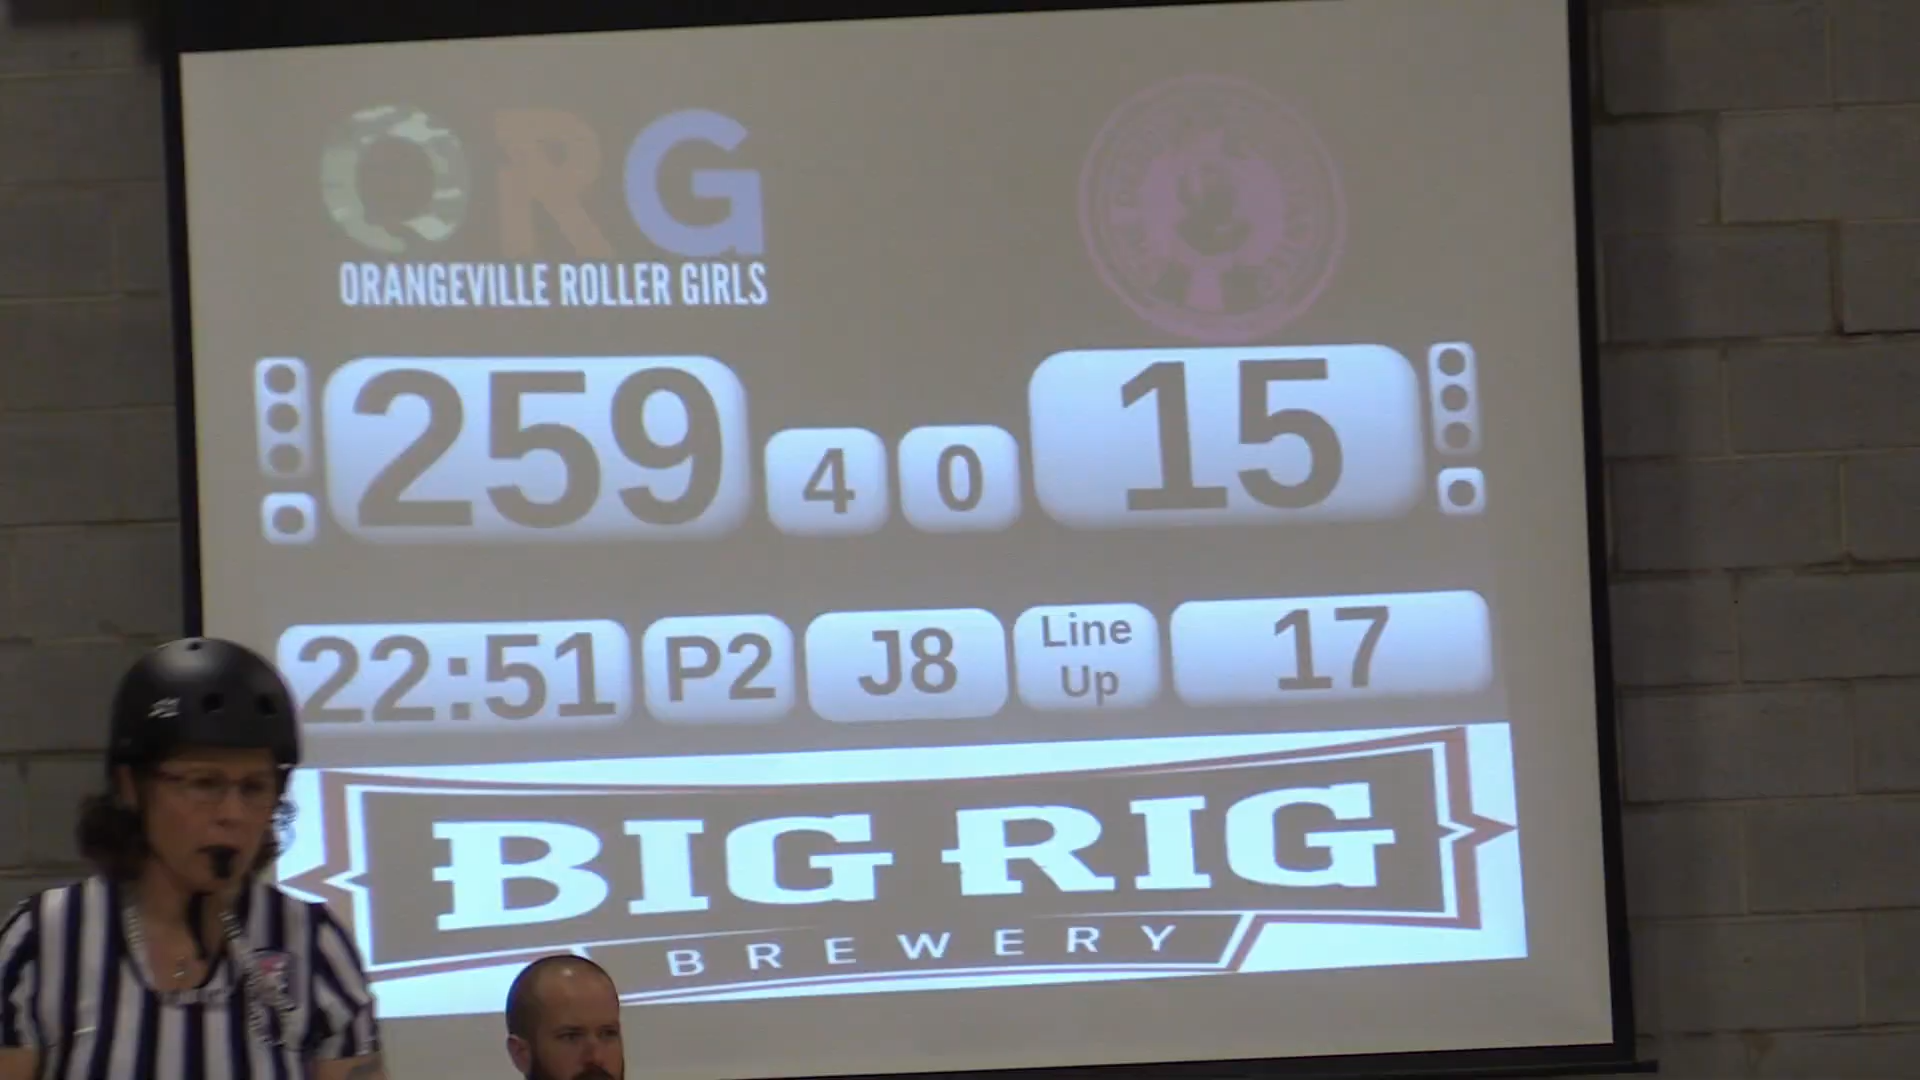 ORG
ORANGEVILLE ROLLER GIRLS
259 4 0 15
22:51 P2 J8 Line Up 17
BIG RIG
BREWERY